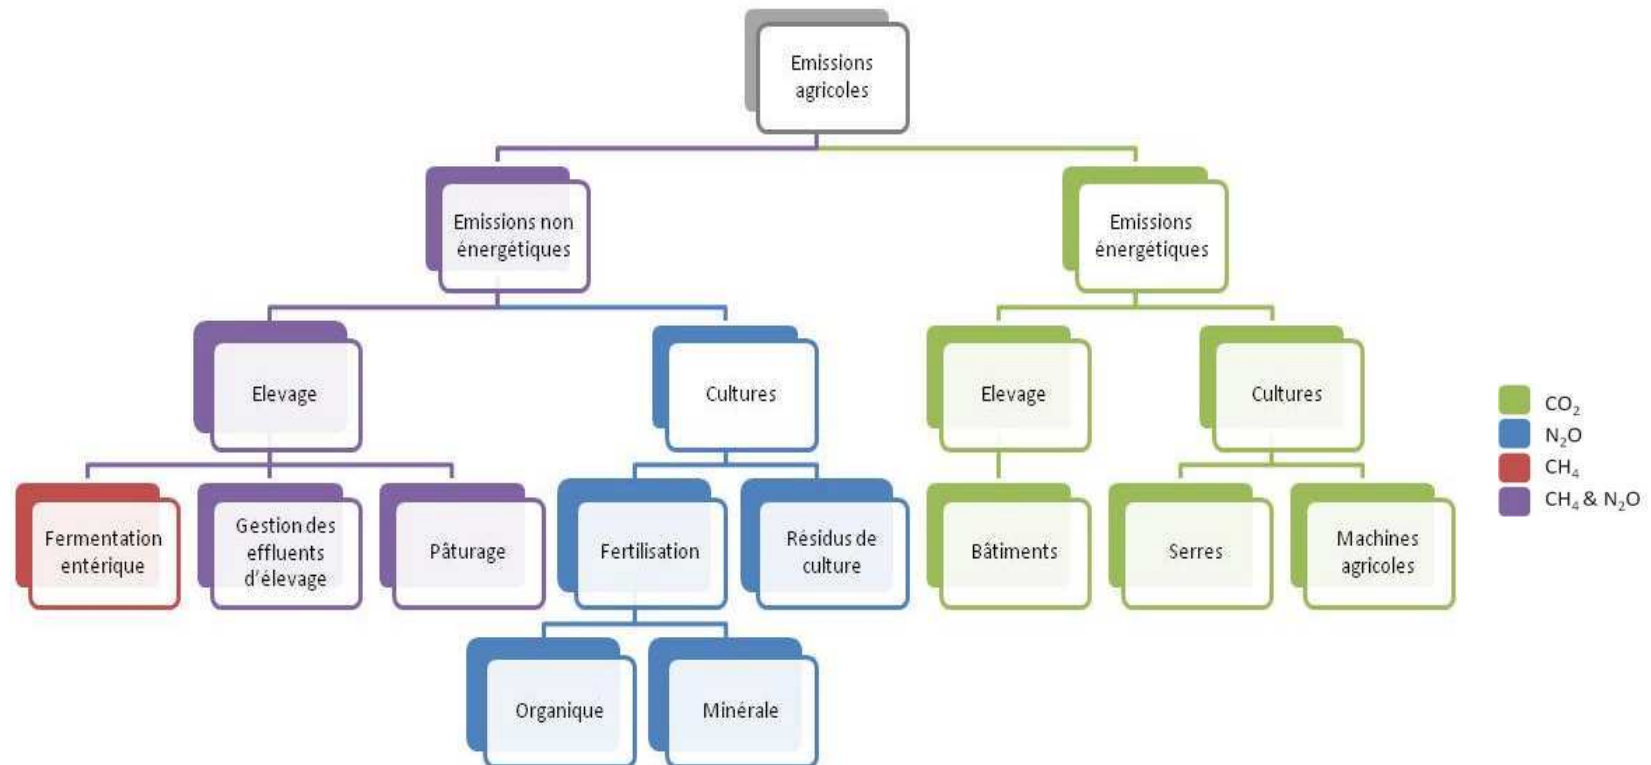 Emissions
agricoles
Emissions non
énergétiques
Emissions
énergétiques
Elevage
Cultures
Elevage
Cultures
Fermentation
entérique
Gestion des
effluents
d'élevage
Pâturage
Fertilisation
Résidus de
culture
Bâtiments
Serres
Machines
agricoles
Organique
Minérale
CO₂
N₂O
CH₄
CH₄ & N₂O